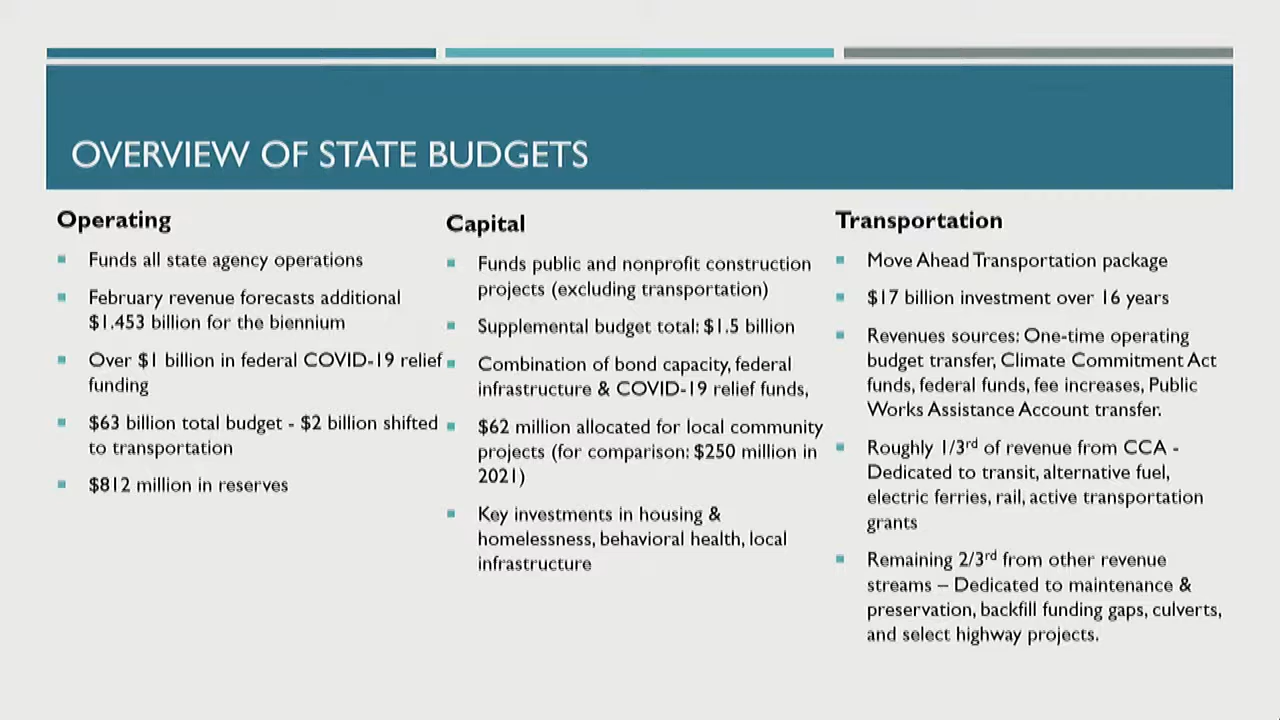 OVERVIEW OF STATE BUDGETS
Operating
Funds all state agency operations
February revenue forecasts additional
$1.453 billion for the biennium
Over $1 billion in federal COVID-19 relief
funding
$63 billion total budget - $2 billion shifted
to transportation
$812 million in reserves
Capital
Funds public and nonprofit construction
projects (excluding transportation)
Supplemental budget total: $1.5 billion
Combination of bond capacity, federal
infrastructure & COVID-19 relief funds,
$62 million allocated for local community
projects (for comparison: $250 million in
2021)
Key investments in housing &
homelessness, behavioral health, local
infrastructure
Transportation
Move Ahead Transportation package
$17 billion investment over 16 years
Revenues sources: One-time operating
budget transfer, Climate Commitment Act
funds, federal funds, fee increases, Public
Works Assistance Account transfer.
Roughly 1/3rd of revenue from CCA -
Dedicated to transit, alternative fuel,
electric ferries, rail, active transportation
grants
Remaining 2/3rd from other revenue
streams – Dedicated to maintenance &
preservation, backfill funding gaps, culverts,
and select highway projects.